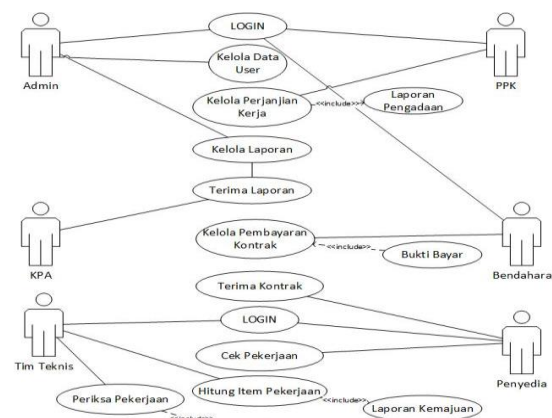 LOGIN
Admin
Kelola Data
User
PPK
Kelola Perjanjian
Kerja
<<include>>
Laporan
Pengadaan
Kelola Laporan
Terima Laporan
KPA
Kelola Pembayaran
Kontrak
<<include>>
Bukti Bayar
Bendahara
Terima Kontrak
LOGIN
Tim Teknis
Cek Pekerjaan
Penyedia
Periksa Pekerjaan
Hitung Item Pekerjaan
<<include>>
Laporan Kemajuan
<<include>>